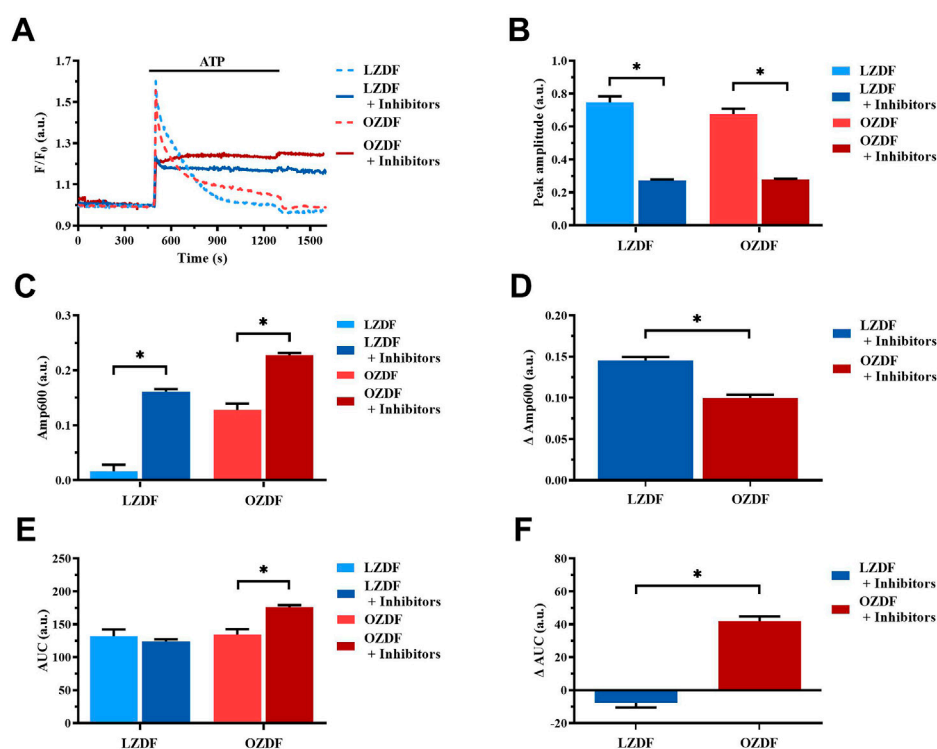 A
ATP
1.7
1.5
1.3
1.1
0.9
F/F0 (a.u.)
0
300
600
900
1200
1500
Time (s)
LZDF
LZDF
+ Inhibitors
OZDF
OZDF
+ Inhibitors
B
1.0
0.8
0.6
0.4
0.2
0.0
Peak amplitude (a.u.)
*
*
LZDF
OZDF
LZDF
LZDF
+ Inhibitors
OZDF
OZDF
+ Inhibitors
C
0.3
0.2
0.1
0.0
Amp600 (a.u.)
*
*
LZDF
OZDF
LZDF
LZDF
+ Inhibitors
OZDF
OZDF
+ Inhibitors
D
0.20
0.15
0.10
0.05
0.00
Δ Amp600 (a.u.)
*
LZDF
OZDF
LZDF
+ Inhibitors
OZDF
+ Inhibitors
E
250
200
150
100
50
0
AUC (a.u.)
*
LZDF
OZDF
LZDF
LZDF
+ Inhibitors
OZDF
OZDF
+ Inhibitors
F
80
60
40
20
0
-20
Δ AUC (a.u.)
*
LZDF
OZDF
LZDF
+ Inhibitors
OZDF
+ Inhibitors